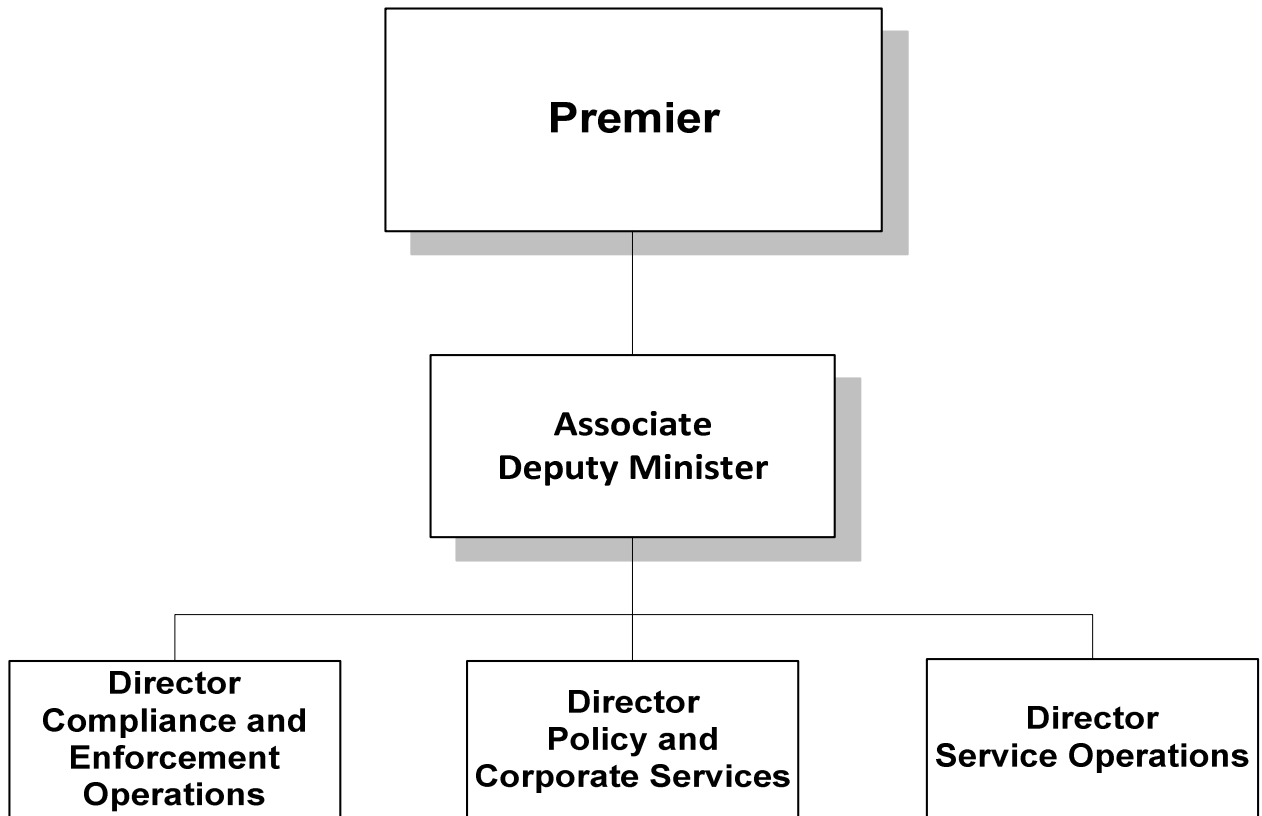 Premier
Associate
Deputy Minister
Director
Compliance and
Enforcement
Operations
Director
Policy and
Corporate Services
Director
Service Operations